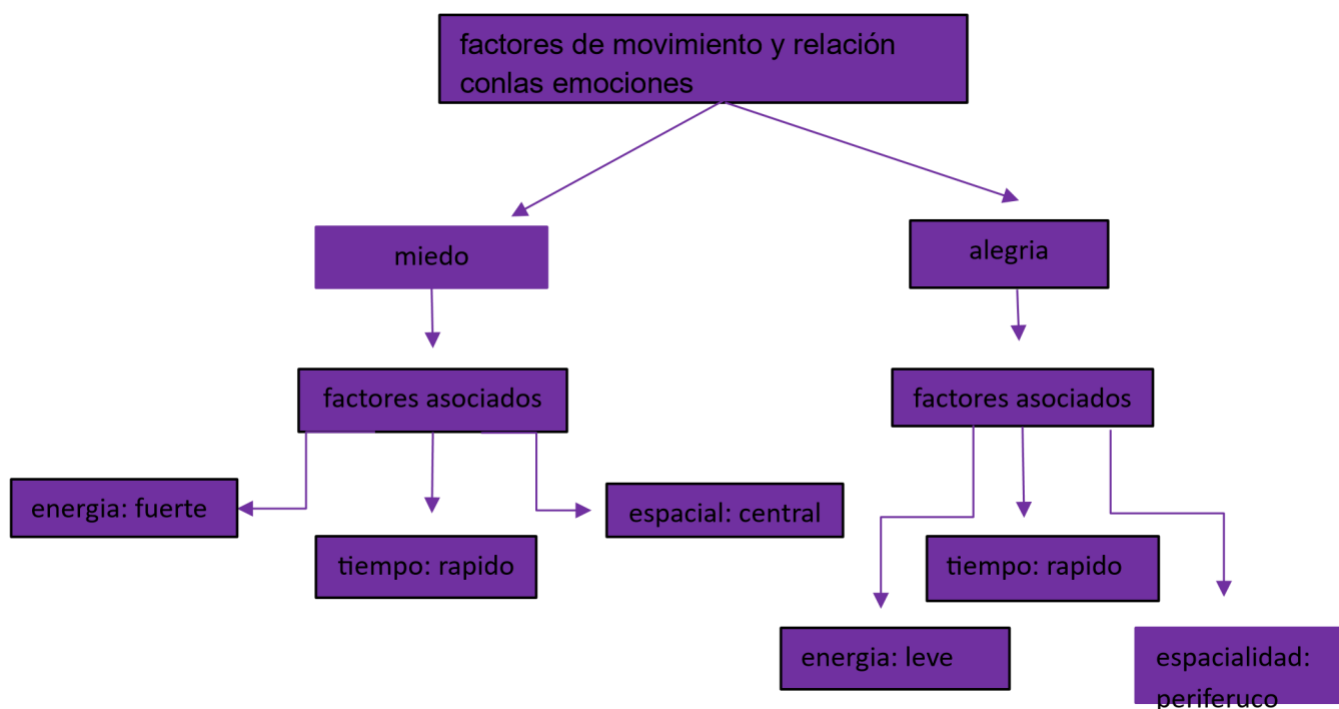 factores de movimiento y relación
conlas emociones
miedo
alegria
factores asociados
factores asociados
energia: fuerte
espacial: central
tiempo: rapido
tiempo: rapido
energia: leve
espacialidad:
periferuco